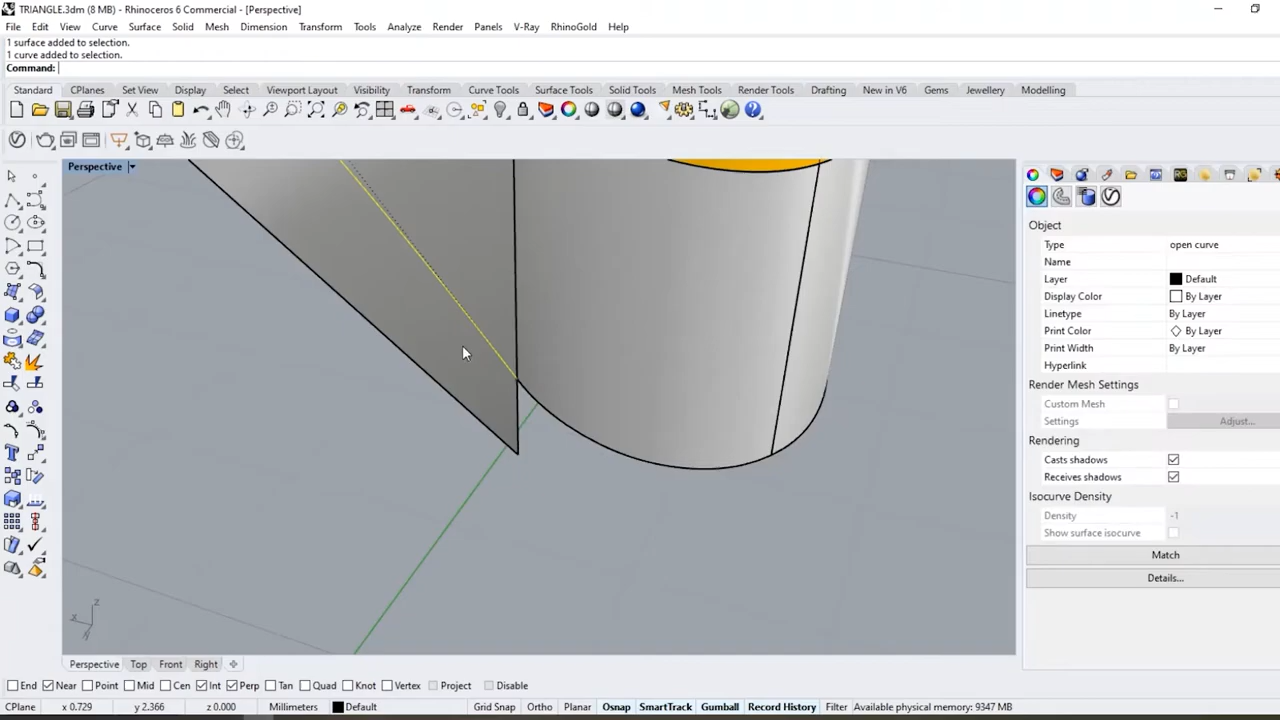 TRIANGLE.3dm (8 MB) - Rhinoceros 6 Commercial - [Perspective]
File Edit View Curve Surface Solid Mesh Dimension Transform Tools Analyze Render Panels V-Ray RhinoGold Help
1 surface added to selection.
1 curve added to selection.
Command:
Standard CPlanes Set View Display Select Viewport Layout Visibility Transform Curve Tools Surface Tools Solid Tools Mesh Tools Render Tools Drafting New in V6 Gems Jewellery Modelling
Perspective
Object
Type open curve
Name
Layer Default
Display Color By Layer
Linetype By Layer
Print Color By Layer
Print Width By Layer
Hyperlink
Render Mesh Settings
Custom Mesh
Settings Adjust...
Rendering
Casts shadows
Receives shadows
Isocurve Density
Density -1
Show surface isocurve
Match
Details...
z
x
y
Perspective Top Front Right
End Near Point Mid Cen Int Perp Tan Quad Knot Vertex Project Disable
CPlane x 0.729 y 2.366 z 0.000 Millimeters Default Grid Snap Ortho Planar Osnap SmartTrack Gumball Record History Filter Available physical memory: 9347 MB